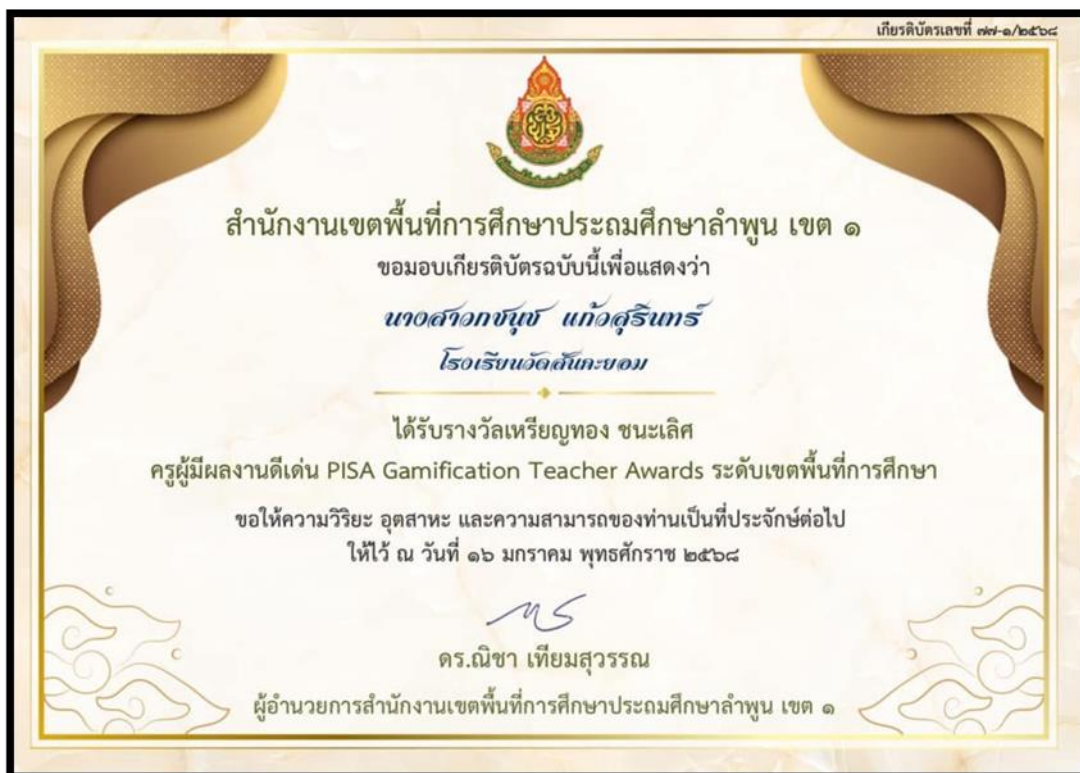 เกียรติบัตรเลขที่ ๗๗-๑/๒๕๖๘
สำนักงานเขตพื้นที่การศึกษาประถมศึกษาลำพูน เขต ๑
ขอมอบเกียรติบัตรฉบับนี้เพื่อแสดงว่า
นางสาวกชนุช แก้วสุรินทร์
โรงเรียนวัดสันกะยอม
ได้รับรางวัลเหรียญทอง ชนะเลิศ
ครูผู้มีผลงานดีเด่น PISA Gamification Teacher Awards ระดับเขตพื้นที่การศึกษา
ขอให้ความวิริยะ อุตสาหะ และความสามารถของท่านเป็นที่ประจักษ์ต่อไป
ให้ไว้ ณ วันที่ ๑๖ มกราคม พุทธศักราช ๒๕๖๘
ดร.ณิชา เทียมสุวรรณ
ผู้อำนวยการสำนักงานเขตพื้นที่การศึกษาประถมศึกษาลำพูน เขต ๑